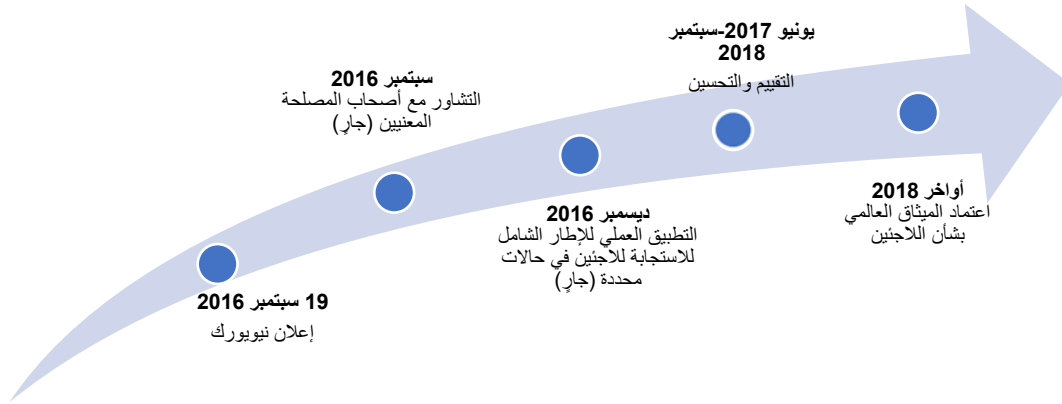 19 سبتمبر 2016
إعلان نيويورك
سبتمبر 2016
التشاور مع أصحاب المصلحة
المعنيين (جارٍ)
ديسمبر 2016
التطبيق العملي للإطار الشامل
للاستجابة للاجئين في حالات
محددة (جارٍ)
يونيو 2017-سبتمبر
2018
التقييم والتحسين
أواخر 2018
اعتماد الميثاق العالمي
بشأن اللاجئين